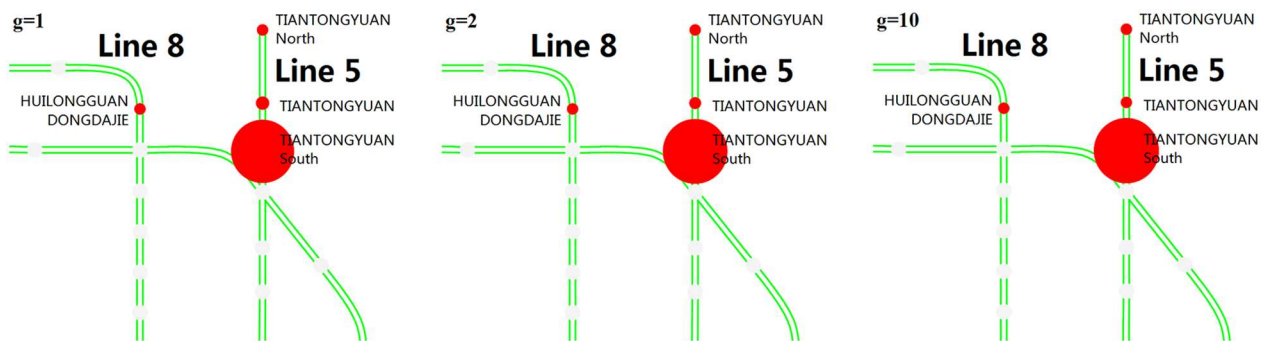 g=1
TIANTONGYUAN
North
Line 8
Line 5
HUILONGGUAN
DONGDAJIE
TIANTONGYUAN
TIANTONGYUAN
South
g=2
TIANTONGYUAN
North
Line 8
Line 5
HUILONGGUAN
DONGDAJIE
TIANTONGYUAN
TIANTONGYUAN
South
g=10
TIANTONGYUAN
North
Line 8
Line 5
HUILONGGUAN
DONGDAJIE
TIANTONGYUAN
TIANTONGYUAN
South